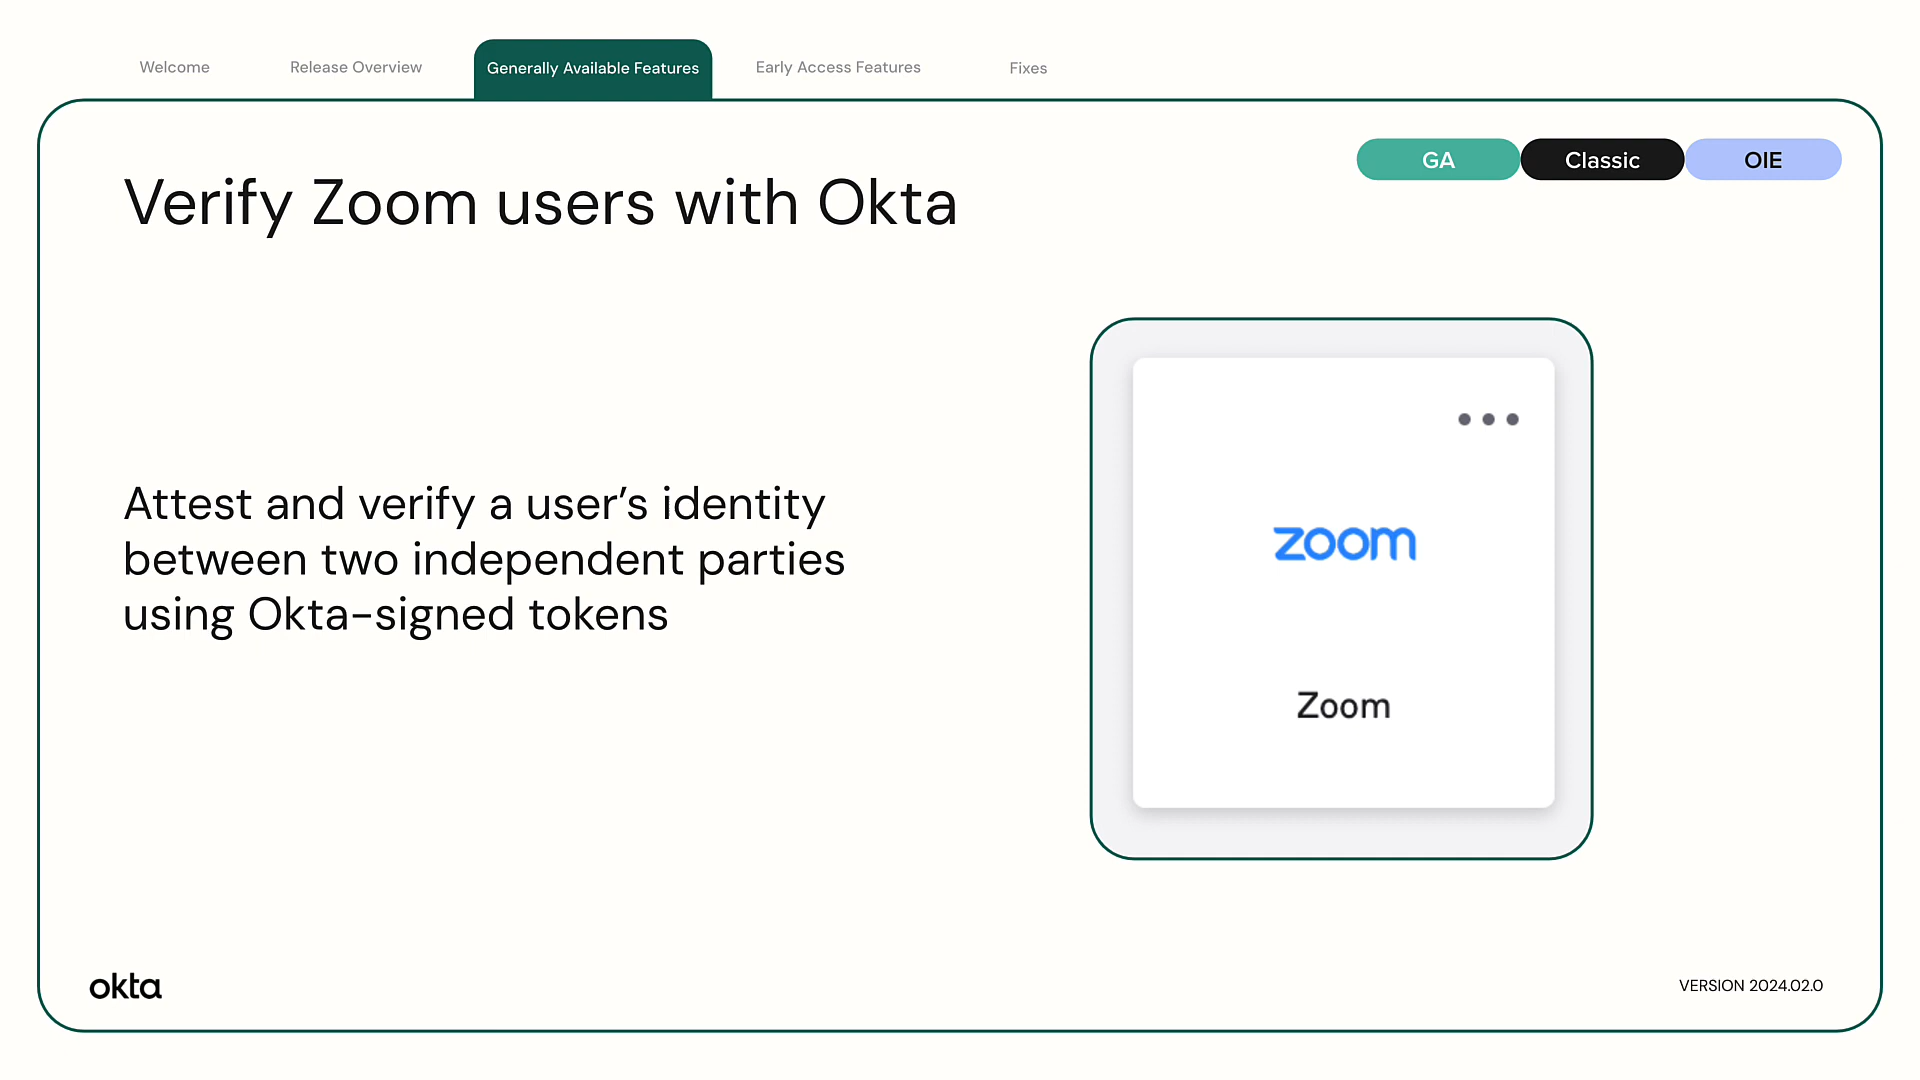 Welcome
Release Overview
Generally Available Features
Early Access Features
Fixes
GA
Classic
OIE
Verify Zoom users with Okta
Attest and verify a user’s identity
between two independent parties
using Okta-signed tokens
zoom
Zoom
okta
VERSION 2024.02.0